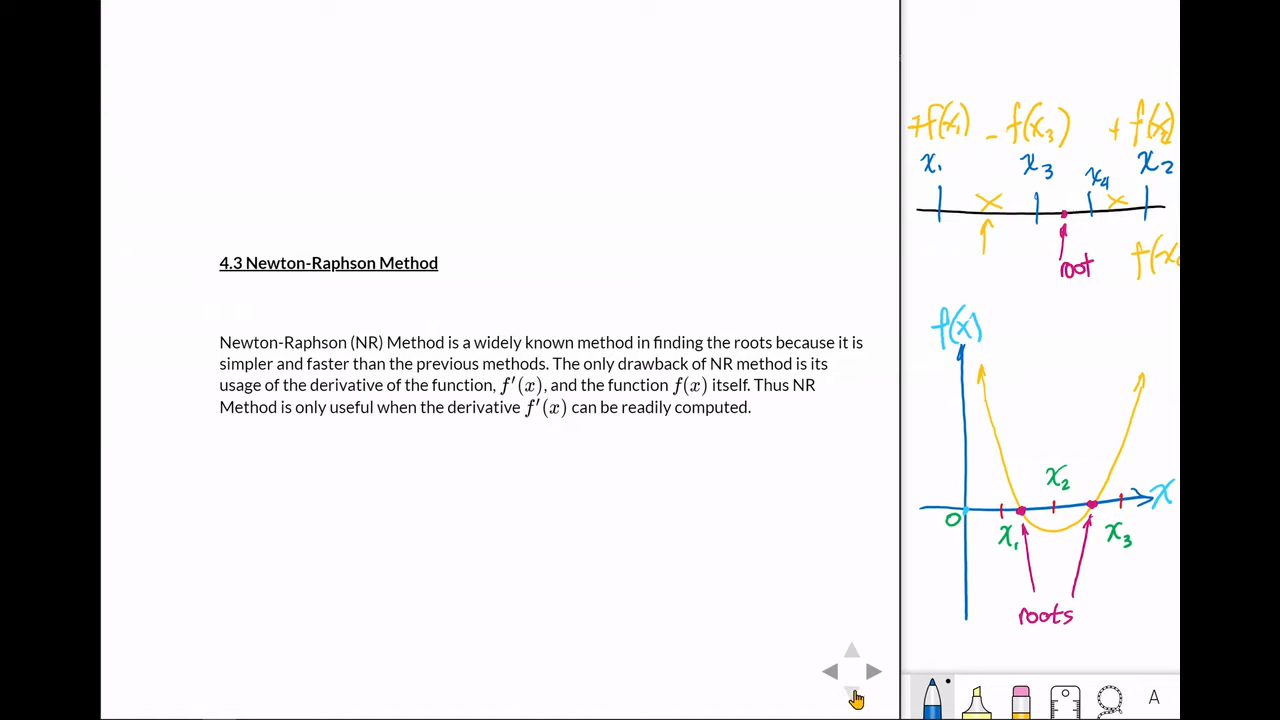 4.3 Newton-Raphson Method
Newton-Raphson (NR) Method is a widely known method in finding the roots because it is
simpler and faster than the previous methods. The only drawback of NR method is its
usage of the derivative of the function, f′(x), and the function f(x) itself. Thus NR
Method is only useful when the derivative f′(x) can be readily computed.
+f(x₁) - f(x₃) + f(x₂)
x₁ x₃ x₄ x₂
root
f(x)
x₂
x
0
x₁ x₃
roots
A